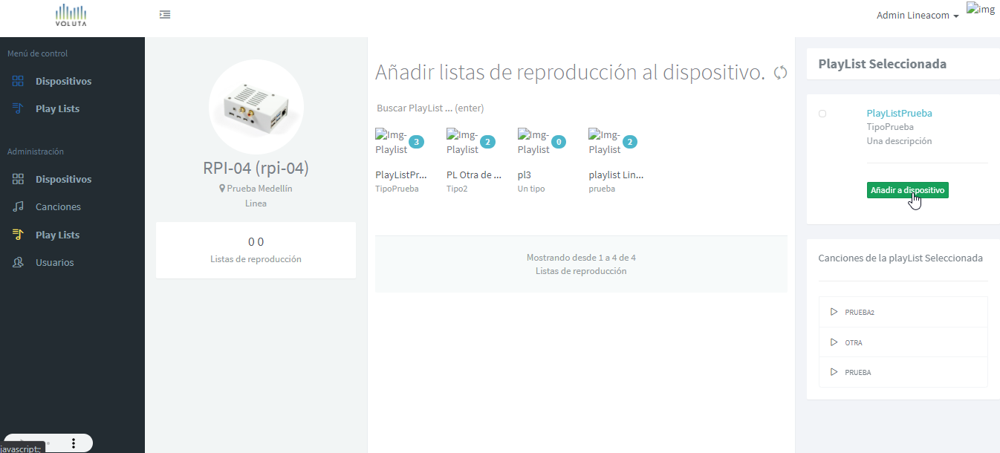 VOLUTA
Admin Lineacom
img
Menú de control
Dispositivos
Play Lists
Administración
Dispositivos
Canciones
Play Lists
Usuarios
javascript:;
RPI-04 (rpi-04)
Prueba Medellín
Linea
0 0
Listas de reproducción
Añadir listas de reproducción al dispositivo.
Buscar PlayList ... (enter)
Img-
Playlist
3
PlayListPr...
TipoPrueba
Img-
Playlist
2
PL Otra de ...
Tipo2
Img-
Playlist
0
pl3
Un tipo
Img-
Playlist
2
playlist Lin...
prueba
Mostrando desde 1 a 4 de 4
Listas de reproducción
PlayList Seleccionada
PlayListPrueba
TipoPrueba
Una descripción
Añadir a dispositivo
Canciones de la playList Seleccionada
PRUEBA2
OTRA
PRUEBA